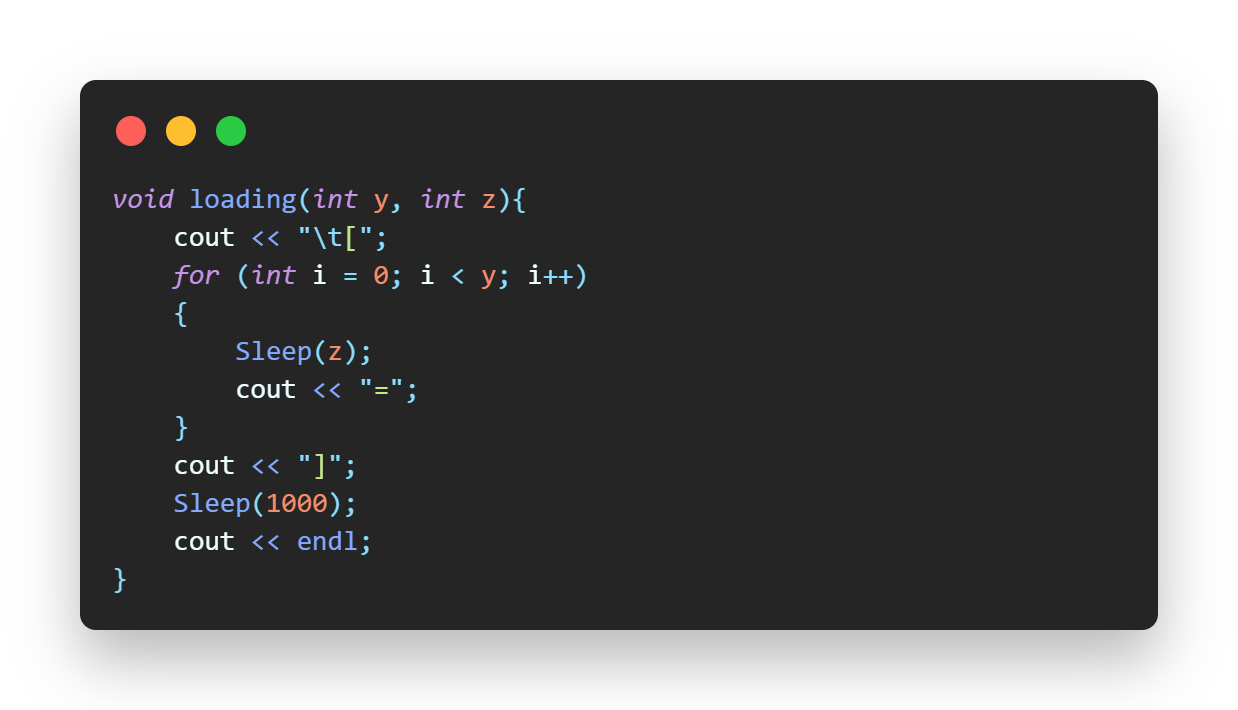 void loading(int y, int z){
    cout << "\t[";
    for (int i = 0; i < y; i++)
    {
        Sleep(z);
        cout << "=";
    }
    cout << "]";
    Sleep(1000);
    cout << endl;
}